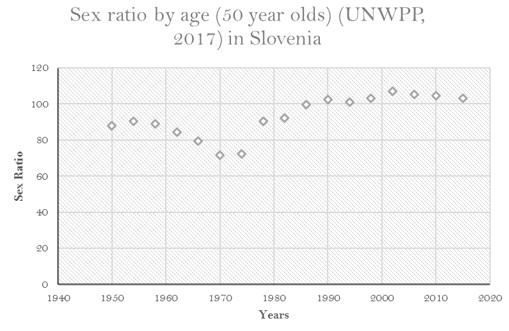 Sex ratio by age (50 year olds) (UNWPP,
2017) in Slovenia
120
100
80
60
40
20
0
Sex Ratio
1940 1950 1960 1970 1980 1990 2000 2010 2020
Years